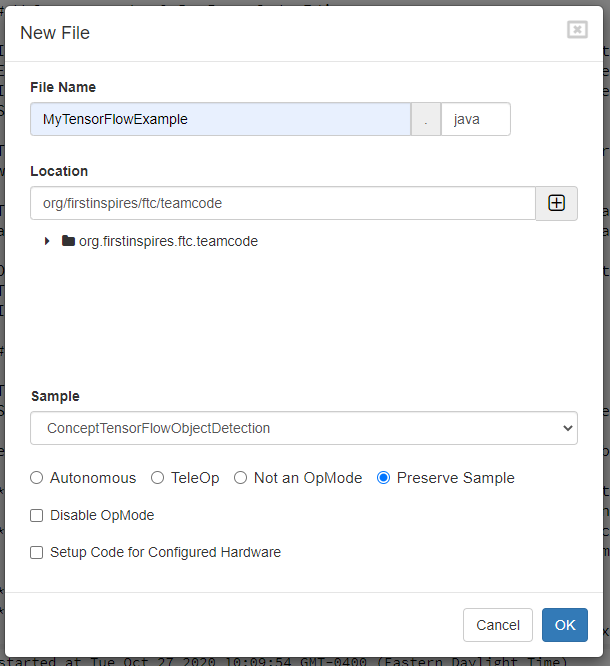 New File
File Name
MyTensorFlowExample . java
Location
org/firstinspires/ftc/teamcode
org.firstinspires.ftc.teamcode
Sample
ConceptTensorFlowObjectDetection
Autonomous TeleOp Not an OpMode Preserve Sample
Disable OpMode
Setup Code for Configured Hardware
Cancel OK
started at Tue Oct 27 2020 10:09:54 GMT-0400 (Eastern Daylight Time)